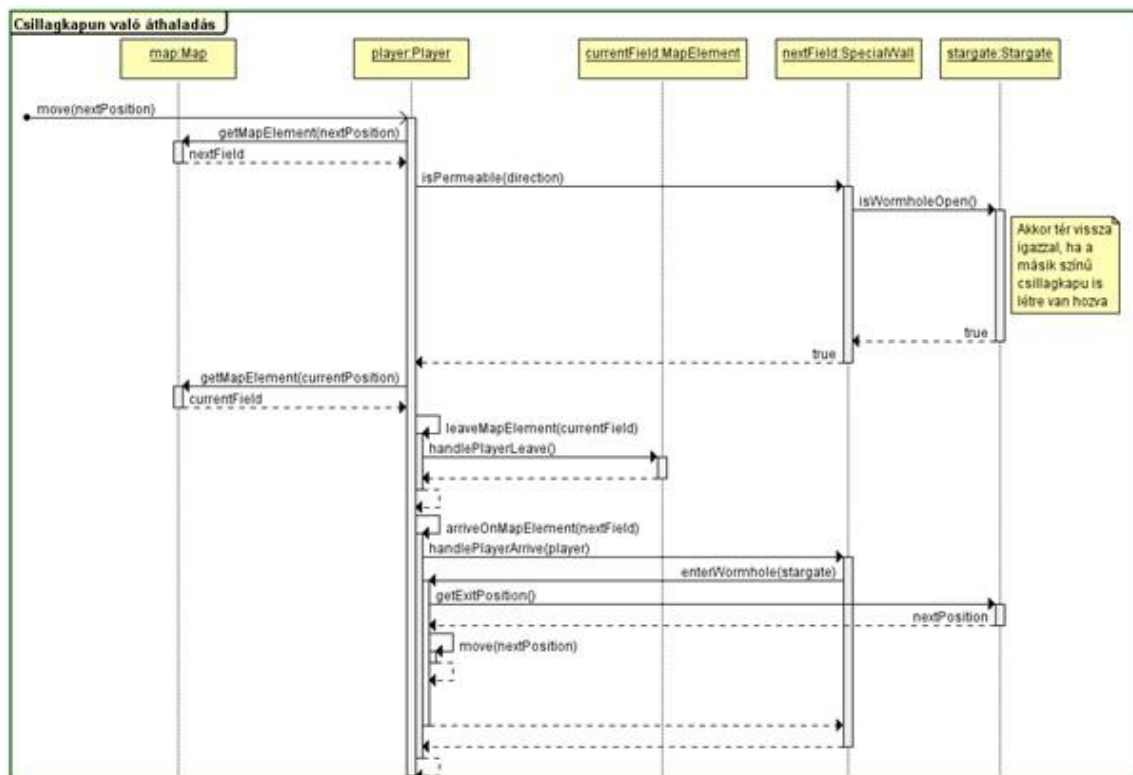 Csillagkapun való áthaladás
map:Map
player:Player
currentField:MapElement
nextField:SpecialWall
stargate:Stargate
move(nextPosition)
getMapElement(nextPosition)
nextField
isPermeable(direction)
isWormholeOpen()
Akkor tér vissza
igazzal, ha a
másik színű
csillagkapu is
létre van hozva
true
true
getMapElement(currentPosition)
currentField
leaveMapElement(currentField)
handlePlayerLeave()
arriveOnMapElement(nextField)
handlePlayerArrive(player)
enterWormhole(stargate)
getExitPosition()
nextPosition
move(nextPosition)